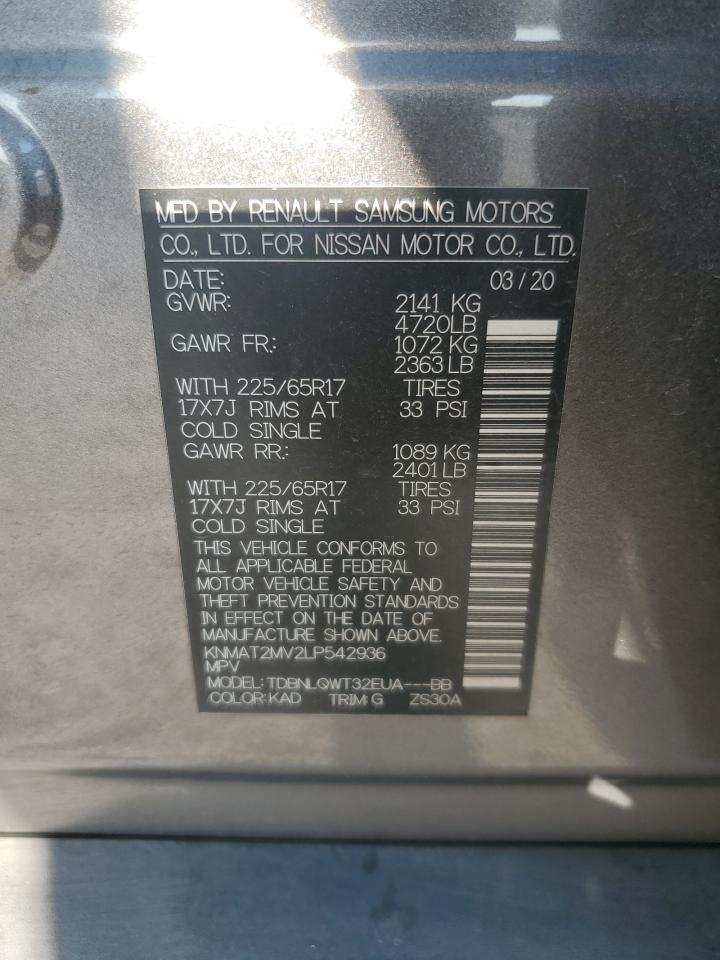 MFD BY RENAULT SAMSUNG MOTORS
CO., LTD. FOR NISSAN MOTOR CO., LTD.
DATE: 03/20
GVWR: 2141 KG
4720LB
GAWR FR.: 1072 KG
2363 LB
WITH 225/65R17 TIRES
17X7J RIMS AT 33 PSI
COLD SINGLE
GAWR RR.: 1089 KG
2401 LB
WITH 225/65R17 TIRES
17X7J RIMS AT 33 PSI
COLD SINGLE
THIS VEHICLE CONFORMS TO
ALL APPLICABLE FEDERAL
MOTOR VEHICLE SAFETY AND
THEFT PREVENTION STANDARDS
IN EFFECT ON THE DATE OF
MANUFACTURE SHOWN ABOVE.
KNMAT2MV2LP542936
MPV
MODEL: TDBNLQWT32EUA---BB
COLOR: KAD TRIM: G ZS30A